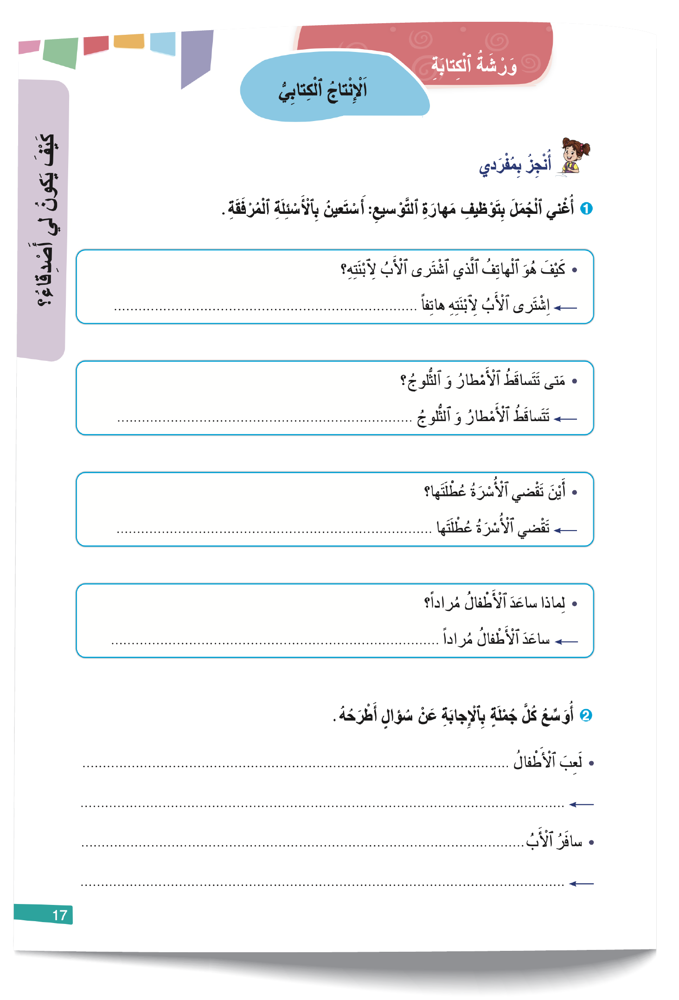 وَرْشَةُ ٱلْكِتابَةِ
اَلْإِنْتاجُ ٱلْكِتابِيُّ
كَيْفَ يَكونُ لي أَصْدِقاءُ؟
أُنْجِزُ بِمُفْرَدي
1 أُغْني ٱلْجُمَلَ بِتَوْظيفِ مَهارَةِ ٱلتَّوْسيعِ: أَسْتَعينُ بِٱلْأَسْئِلَةِ ٱلْمُرْفَقَةِ.
• كَيْفَ هُوَ ٱلْهاتِفُ ٱلَّذي ٱشْتَرى ٱلْأَبُ لِٱبْنَتِهِ؟
اِشْتَرى ٱلْأَبُ لِٱبْنَتِهِ هاتِفاً ..........
• مَتى تَتَساقَطُ ٱلْأَمْطارُ وَ ٱلثُّلوجُ؟
تَتَساقَطُ ٱلْأَمْطارُ وَ ٱلثُّلوجُ ..........
• أَيْنَ تَقْضي ٱلْأُسْرَةُ عُطْلَتَها؟
تَقْضي ٱلْأُسْرَةُ عُطْلَتَها ..........
• لِماذا ساعَدَ ٱلْأَطْفالُ مُراداً؟
ساعَدَ ٱلْأَطْفالُ مُراداً ..........
2 أُوَسِّعُ كُلَّ جُمْلَةٍ بِٱلْإِجابَةِ عَنْ سُؤالٍ أَطْرَحُهُ.
• لَعِبَ ٱلْأَطْفالُ ..........
• سافَرُ ٱلْأَبُ ..........
17